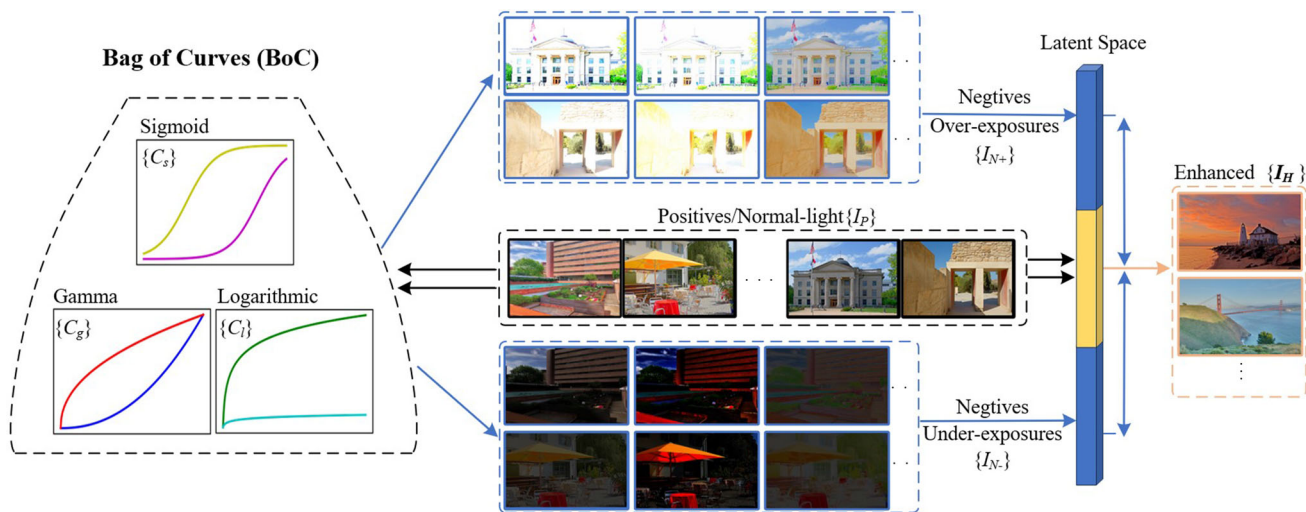 Bag of Curves (BoC)
Sigmoid
{Cs}
Gamma
{Cg}
Logarithmic
{Cl}
Positives/Normal-light{IP}
Negtives
Over-exposures
{IN+}
Negtives
Under-exposures
{IN-}
Latent Space
Enhanced {IH}